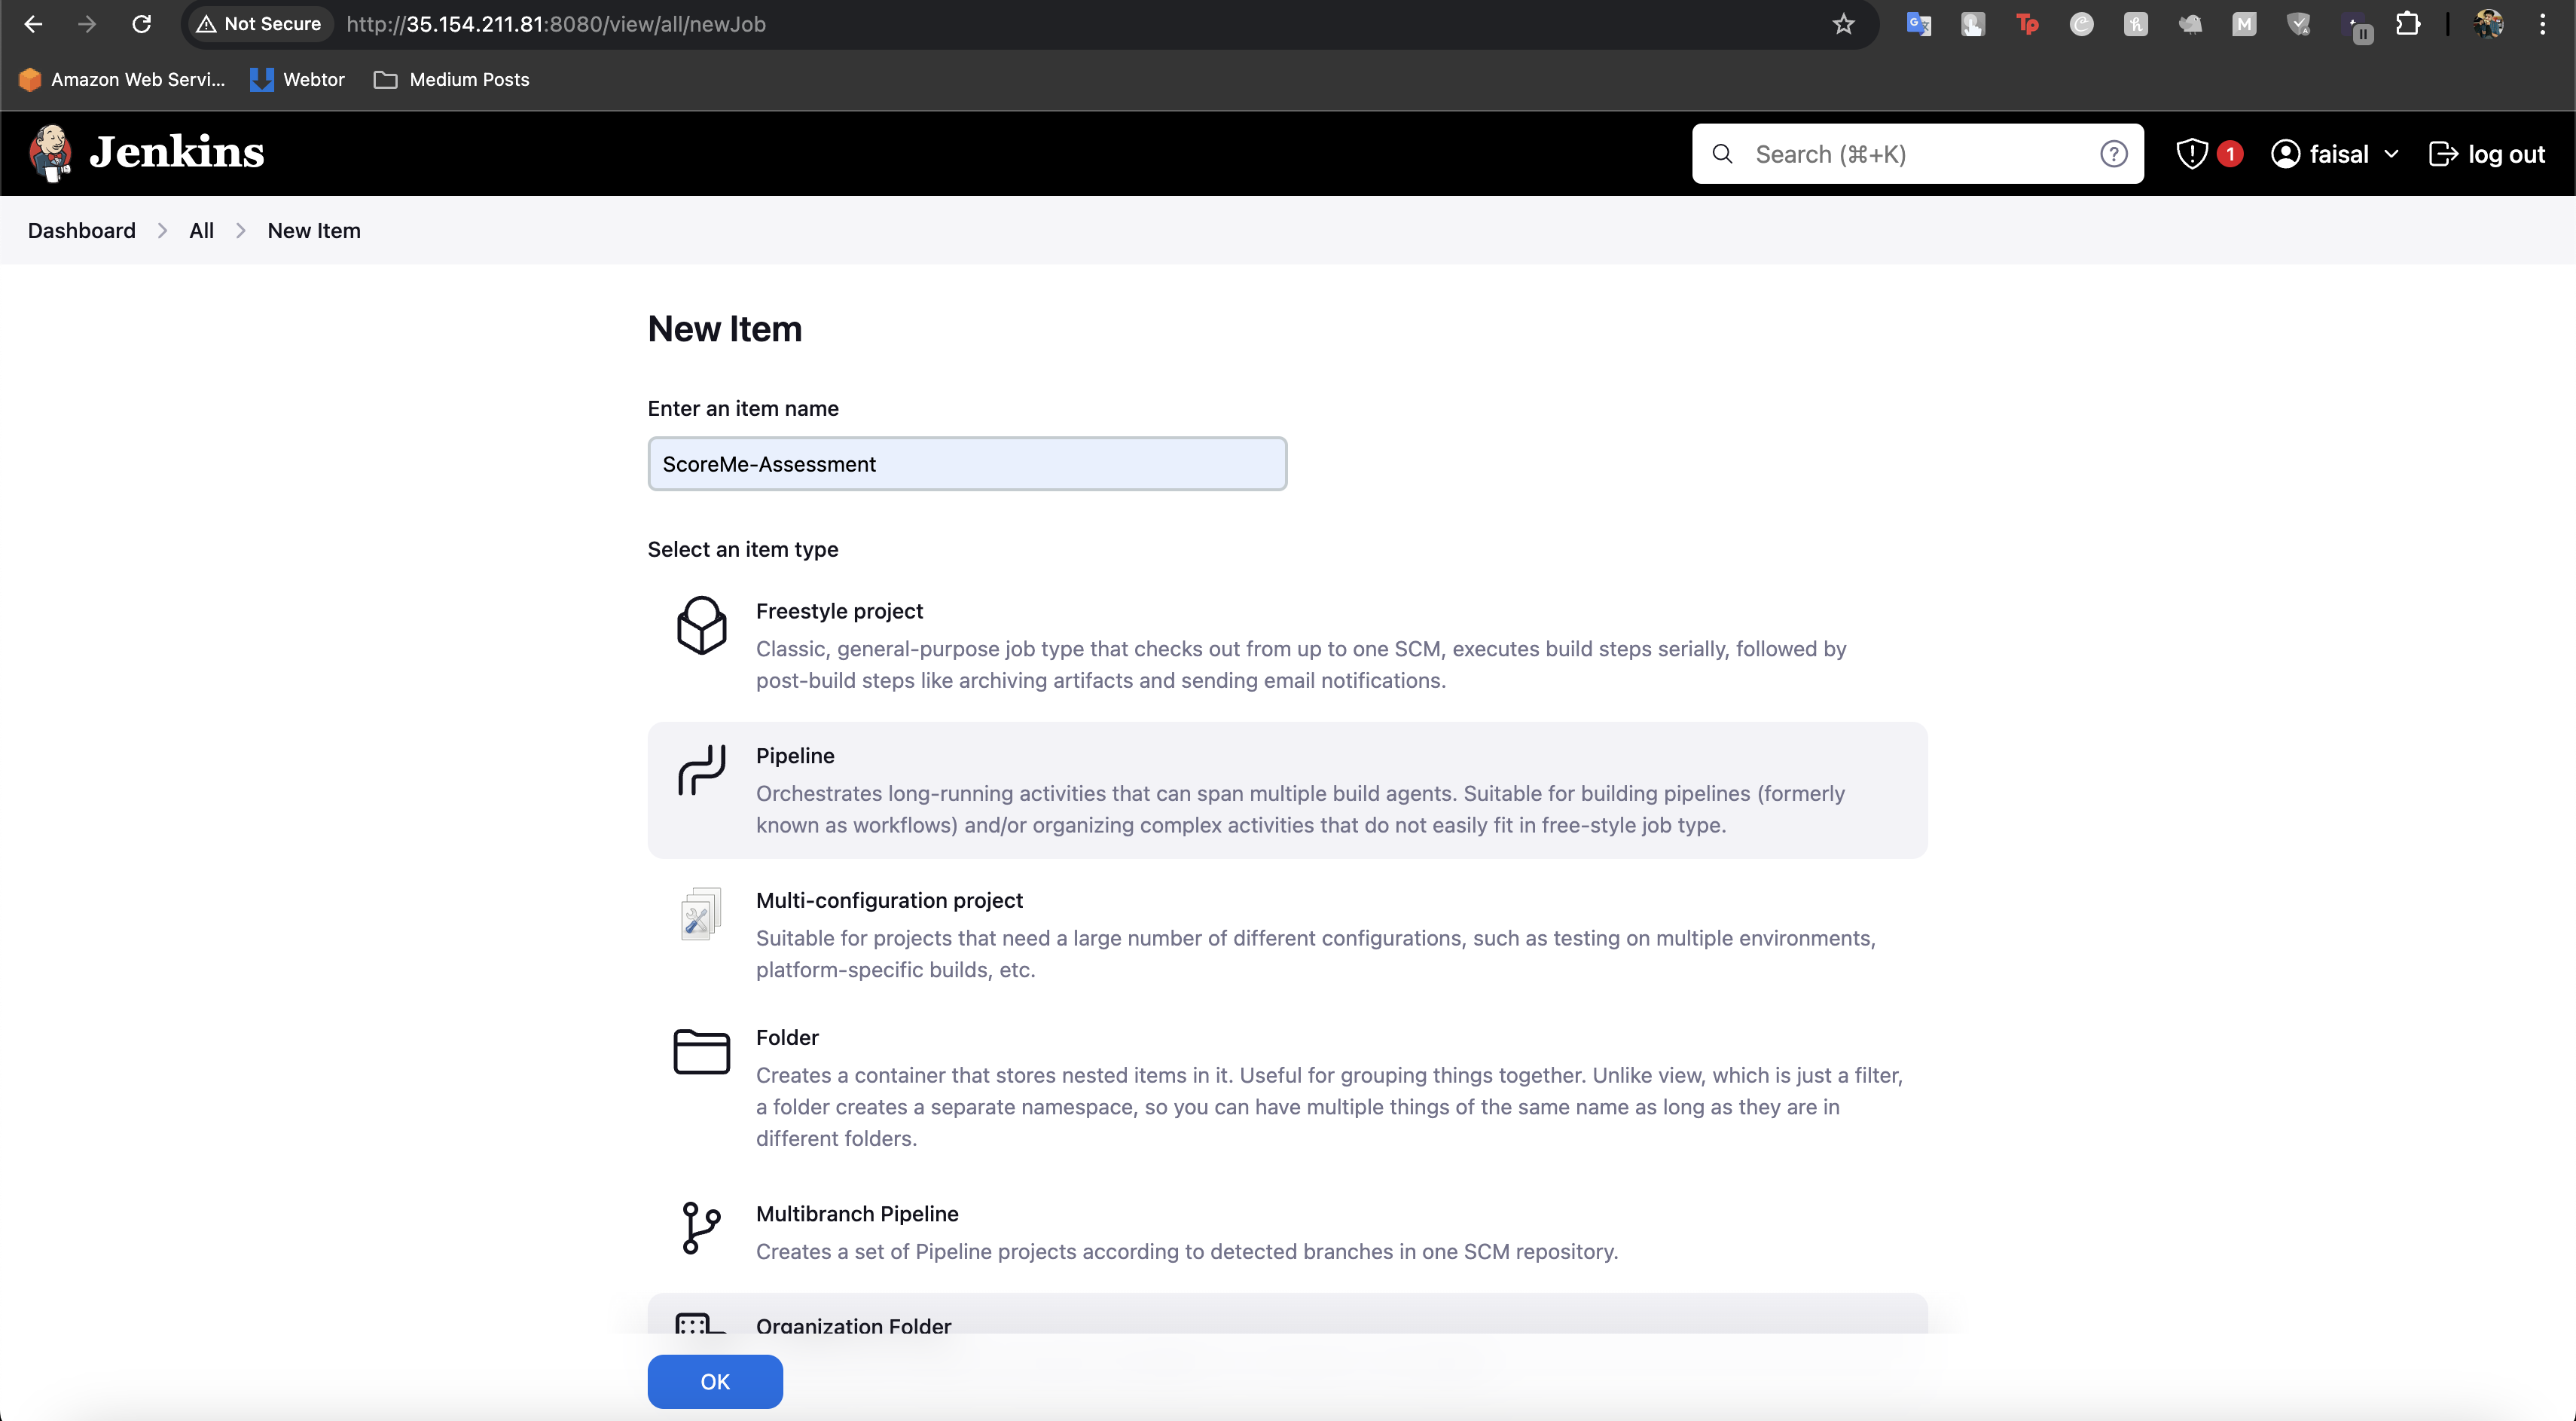 Not Secure http://35.154.211.81:8080/view/all/newJob
Amazon Web Servi... Webtor Medium Posts
Jenkins Search (⌘+K) 1 faisal log out
Dashboard All New Item
New Item
Enter an item name
ScoreMe-Assessment
Select an item type
Freestyle project
Classic, general-purpose job type that checks out from up to one SCM, executes build steps serially, followed by
post-build steps like archiving artifacts and sending email notifications.
Pipeline
Orchestrates long-running activities that can span multiple build agents. Suitable for building pipelines (formerly
known as workflows) and/or organizing complex activities that do not easily fit in free-style job type.
Multi-configuration project
Suitable for projects that need a large number of different configurations, such as testing on multiple environments,
platform-specific builds, etc.
Folder
Creates a container that stores nested items in it. Useful for grouping things together. Unlike view, which is just a filter,
a folder creates a separate namespace, so you can have multiple things of the same name as long as they are in
different folders.
Multibranch Pipeline
Creates a set of Pipeline projects according to detected branches in one SCM repository.
Organization Folder
OK